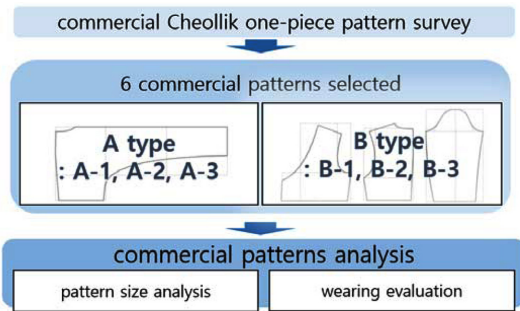 commercial Cheollik one-piece pattern survey
6 commercial patterns selected
A type
: A-1, A-2, A-3
B type
: B-1, B-2, B-3
commercial patterns analysis
pattern size analysis
wearing evaluation